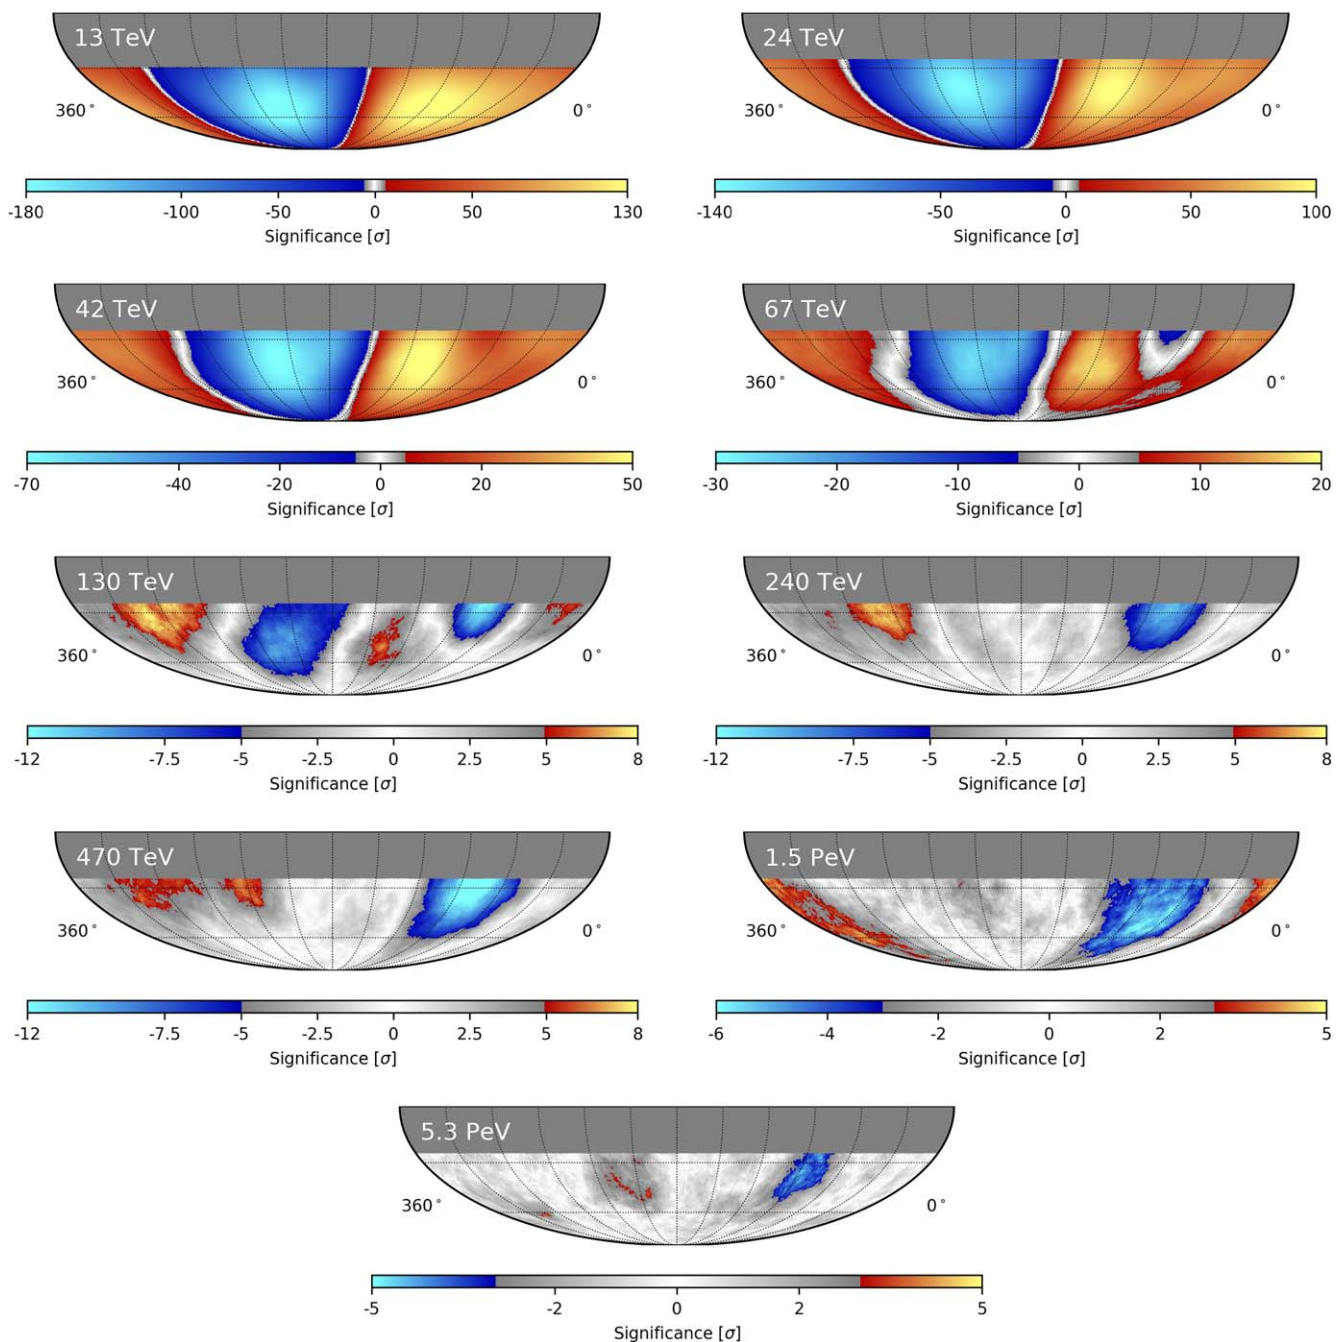 13 TeV
24 TeV
360°
0°
360°
0°
-180 -100 -50 0 50 130
-140 -50 0 50 100
Significance [σ]
Significance [σ]
42 TeV
67 TeV
360°
0°
360°
0°
-70 -40 -20 0 20 50
-30 -20 -10 0 10 20
Significance [σ]
Significance [σ]
130 TeV
240 TeV
360°
0°
360°
0°
-12 -7.5 -5 -2.5 0 2.5 5 8
-12 -7.5 -5 -2.5 0 2.5 5 8
Significance [σ]
Significance [σ]
470 TeV
1.5 PeV
360°
0°
360°
0°
-12 -7.5 -5 -2.5 0 2.5 5 8
-6 -4 -2 0 2 5
Significance [σ]
Significance [σ]
5.3 PeV
360°
0°
-5 -2 0 2 5
Significance [σ]